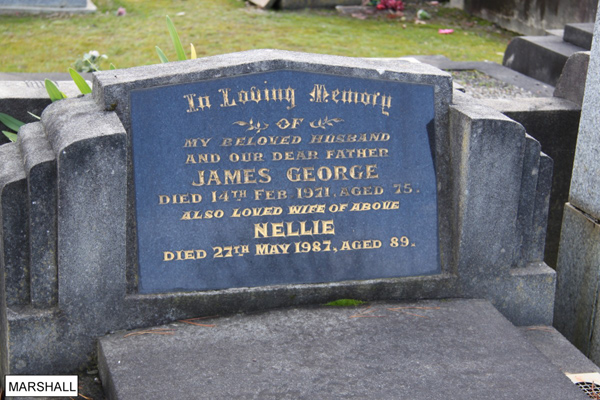 In Loving Memory
OF
MY BELOVED HUSBAND
AND OUR DEAR FATHER
JAMES GEORGE
DIED 14TH FEB. 1971, AGED 75.
ALSO LOVED WIFE OF ABOVE
NELLIE
DIED 27TH MAY 1987, AGED 89.
MARSHALL